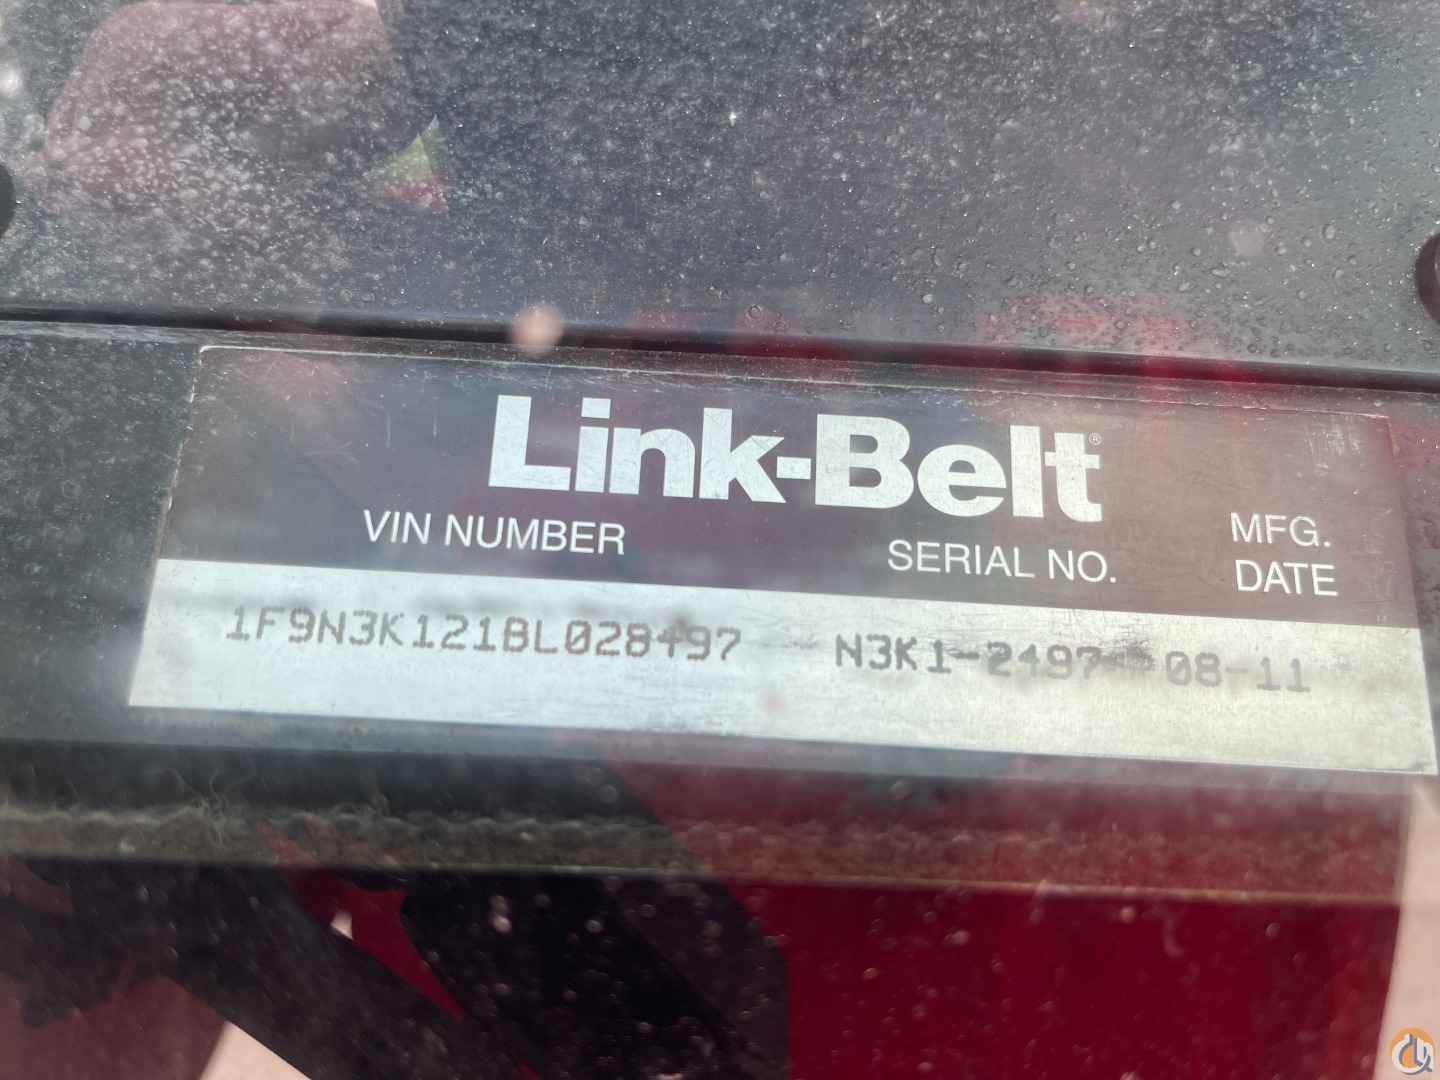 Link-Belt®
VIN NUMBER SERIAL NO. MFG. DATE
1F9N3K121BL028497 N3K1-2497 08-11